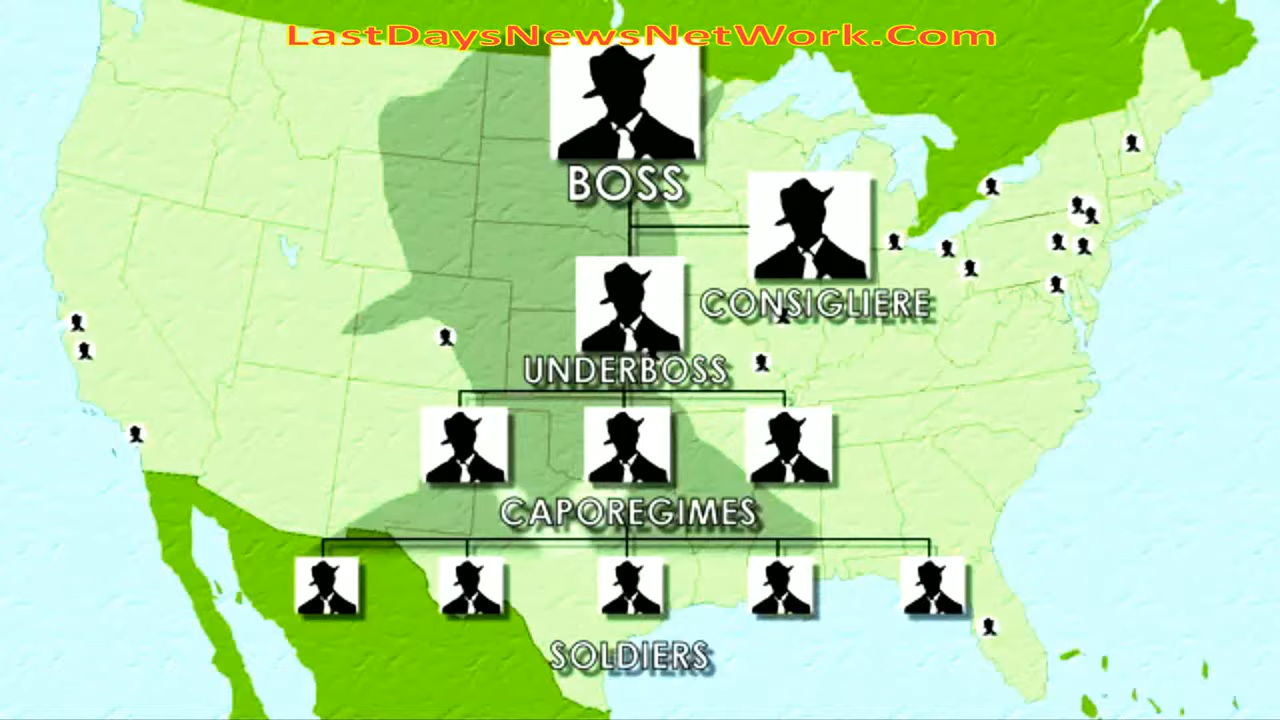 LastDaysNewsNetWork.Com
BOSS
CONSIGLIERE
UNDERBOSS
CAPOREGIMES
SOLDIERS